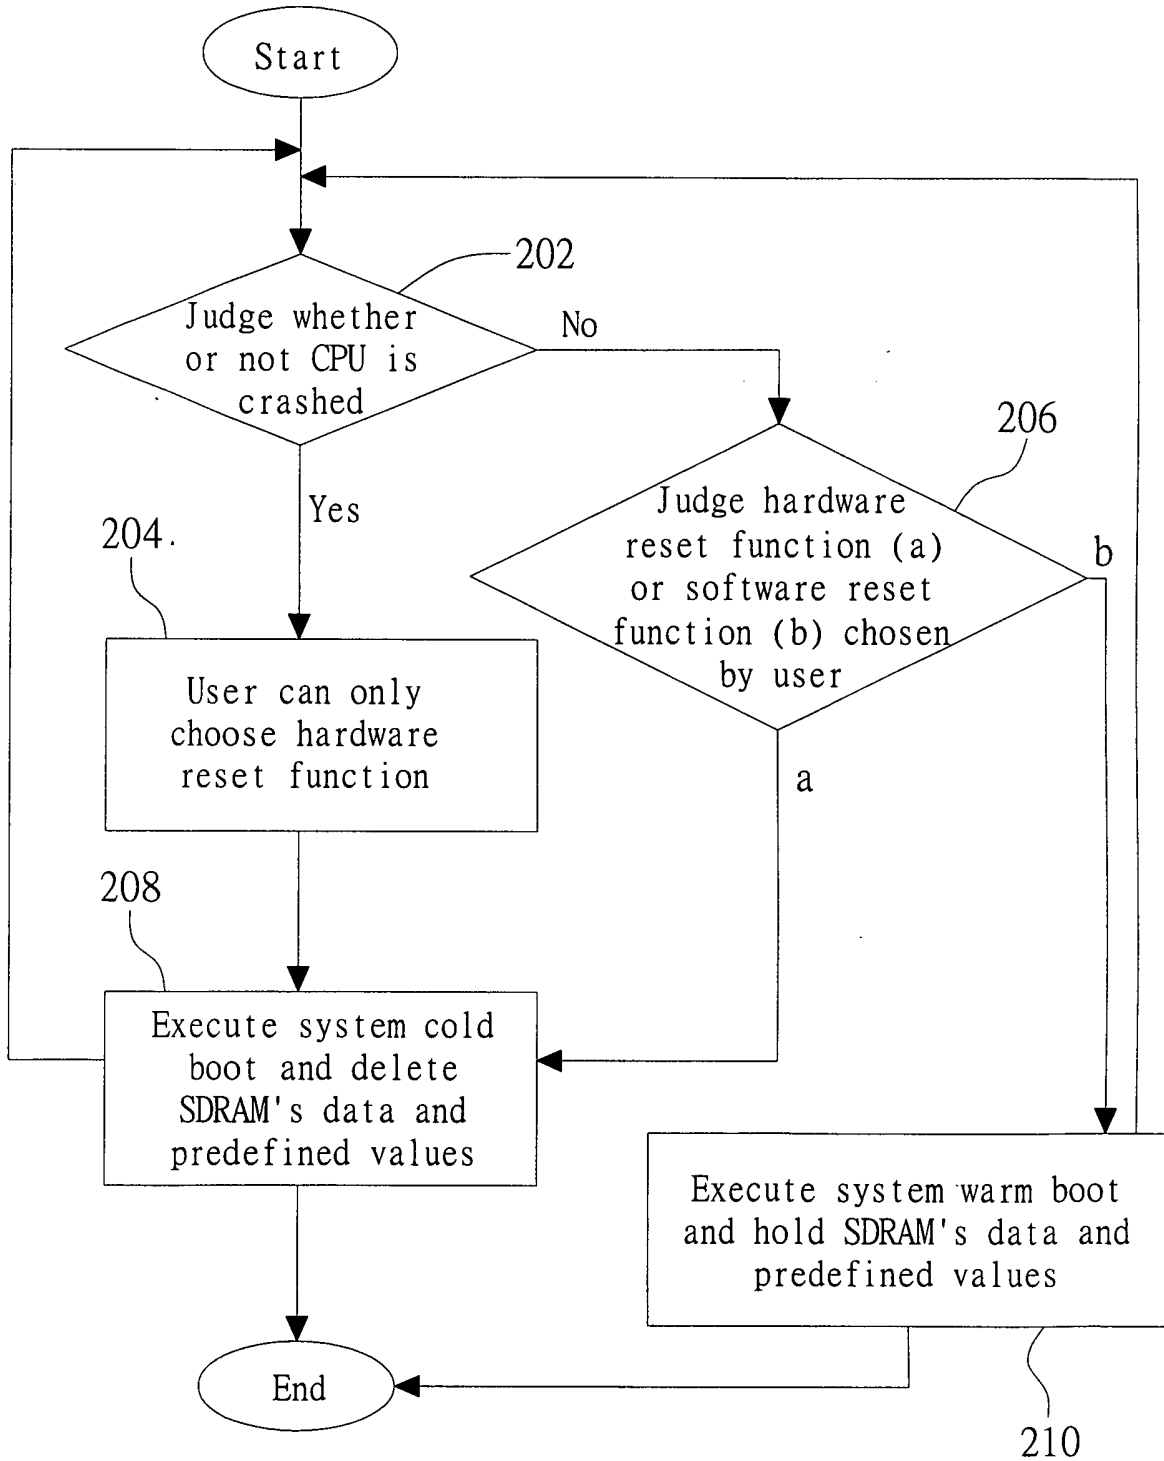 Start
202
Judge whether
or not CPU is
crashed
No
206
Judge hardware
reset function (a)
or software reset
function (b) chosen
by user
b
Yes
204
User can only
choose hardware
reset function
a
208
Execute system cold
boot and delete
SDRAM's data and
predefined values
Execute system warm boot
and hold SDRAM's data and
predefined values
End
210